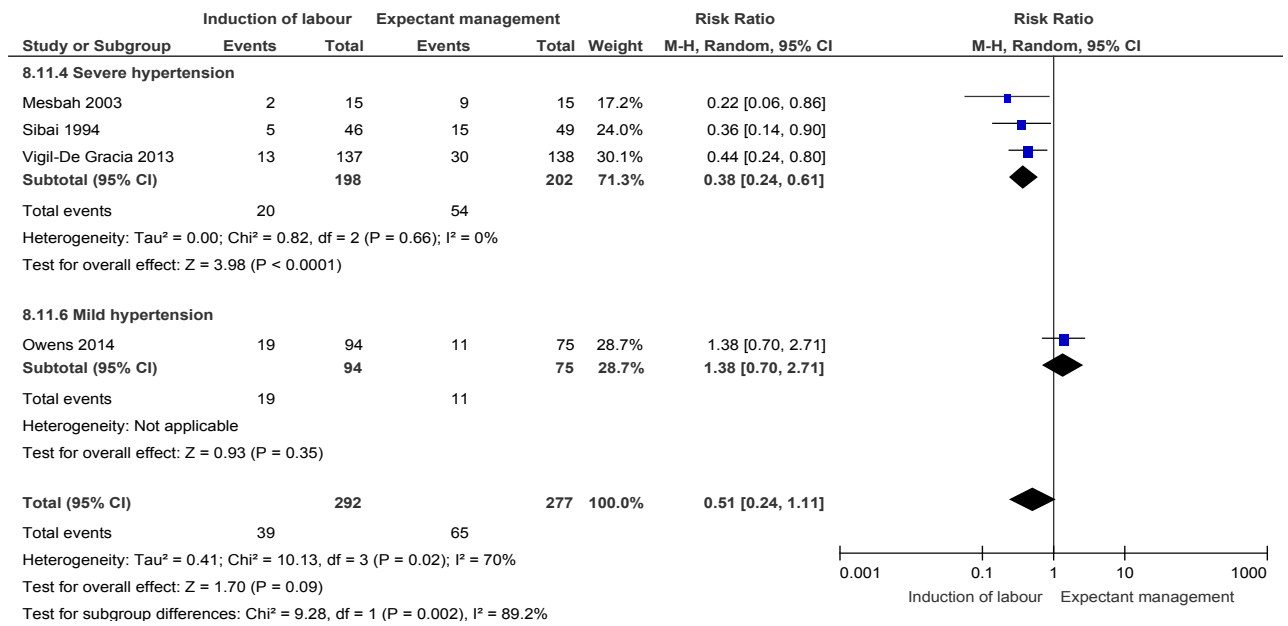 Induction of labour Expectant management Risk Ratio Risk Ratio
Study or Subgroup Events Total Events Total Weight M-H, Random, 95% CI M-H, Random, 95% CI
8.11.4 Severe hypertension
Mesbah 2003 2 15 9 15 17.2% 0.22 [0.06, 0.86]
Sibai 1994 5 46 15 49 24.0% 0.36 [0.14, 0.90]
Vigil-De Gracia 2013 13 137 30 138 30.1% 0.44 [0.24, 0.80]
Subtotal (95% CI) 198 202 71.3% 0.38 [0.24, 0.61]
Total events 20 54
Heterogeneity: Tau² = 0.00; Chi² = 0.82, df = 2 (P = 0.66); I² = 0%
Test for overall effect: Z = 3.98 (P < 0.0001)
8.11.6 Mild hypertension
Owens 2014 19 94 11 75 28.7% 1.38 [0.70, 2.71]
Subtotal (95% CI) 94 75 28.7% 1.38 [0.70, 2.71]
Total events 19 11
Heterogeneity: Not applicable
Test for overall effect: Z = 0.93 (P = 0.35)
Total (95% CI) 292 277 100.0% 0.51 [0.24, 1.11]
Total events 39 65
Heterogeneity: Tau² = 0.41; Chi² = 10.13, df = 3 (P = 0.02); I² = 70%
Test for overall effect: Z = 1.70 (P = 0.09)
Test for subgroup differences: Chi² = 9.28, df = 1 (P = 0.002), I² = 89.2%
0.001 0.1 1 10 1000
Induction of labour Expectant management